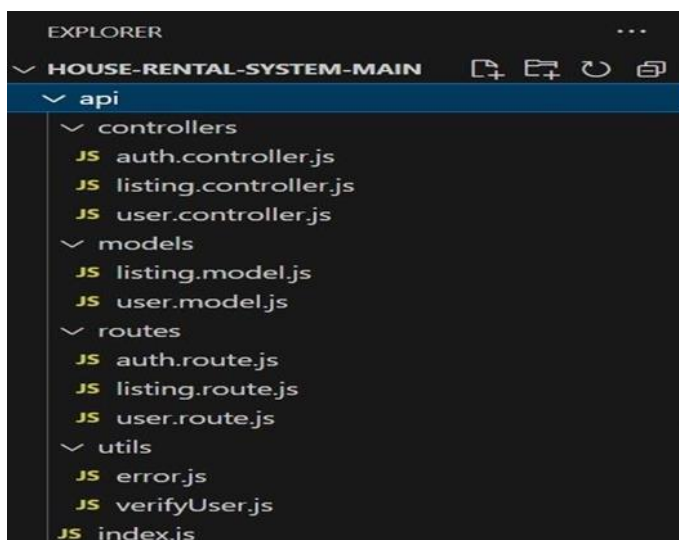 EXPLORER ...
HOUSE-RENTAL-SYSTEM-MAIN
api
controllers
JS auth.controller.js
JS listing.controller.js
JS user.controller.js
models
JS listing.model.js
JS user.model.js
routes
JS auth.route.js
JS listing.route.js
JS user.route.js
utils
JS error.js
JS verifyUser.js
JS index.js